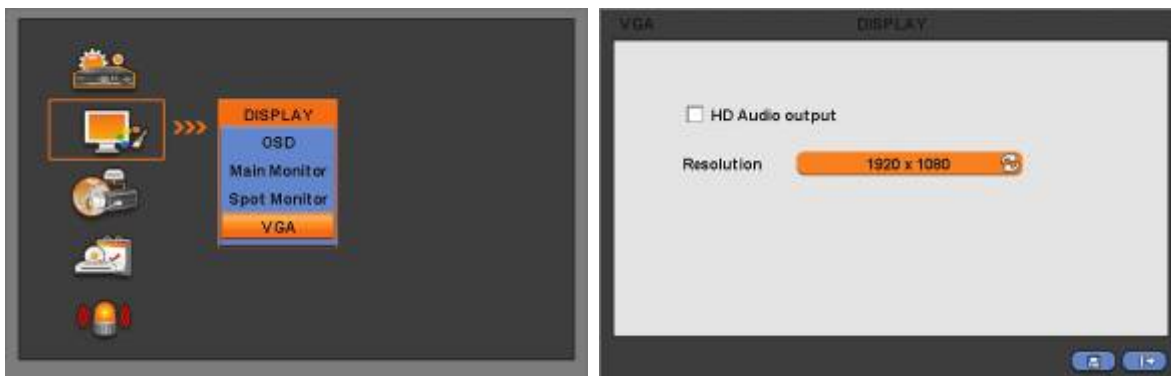 DISPLAY
OSD
Main Monitor
Spot Monitor
VGA
VGA DISPLAY
HD Audio output
Resolution 1920 x 1080